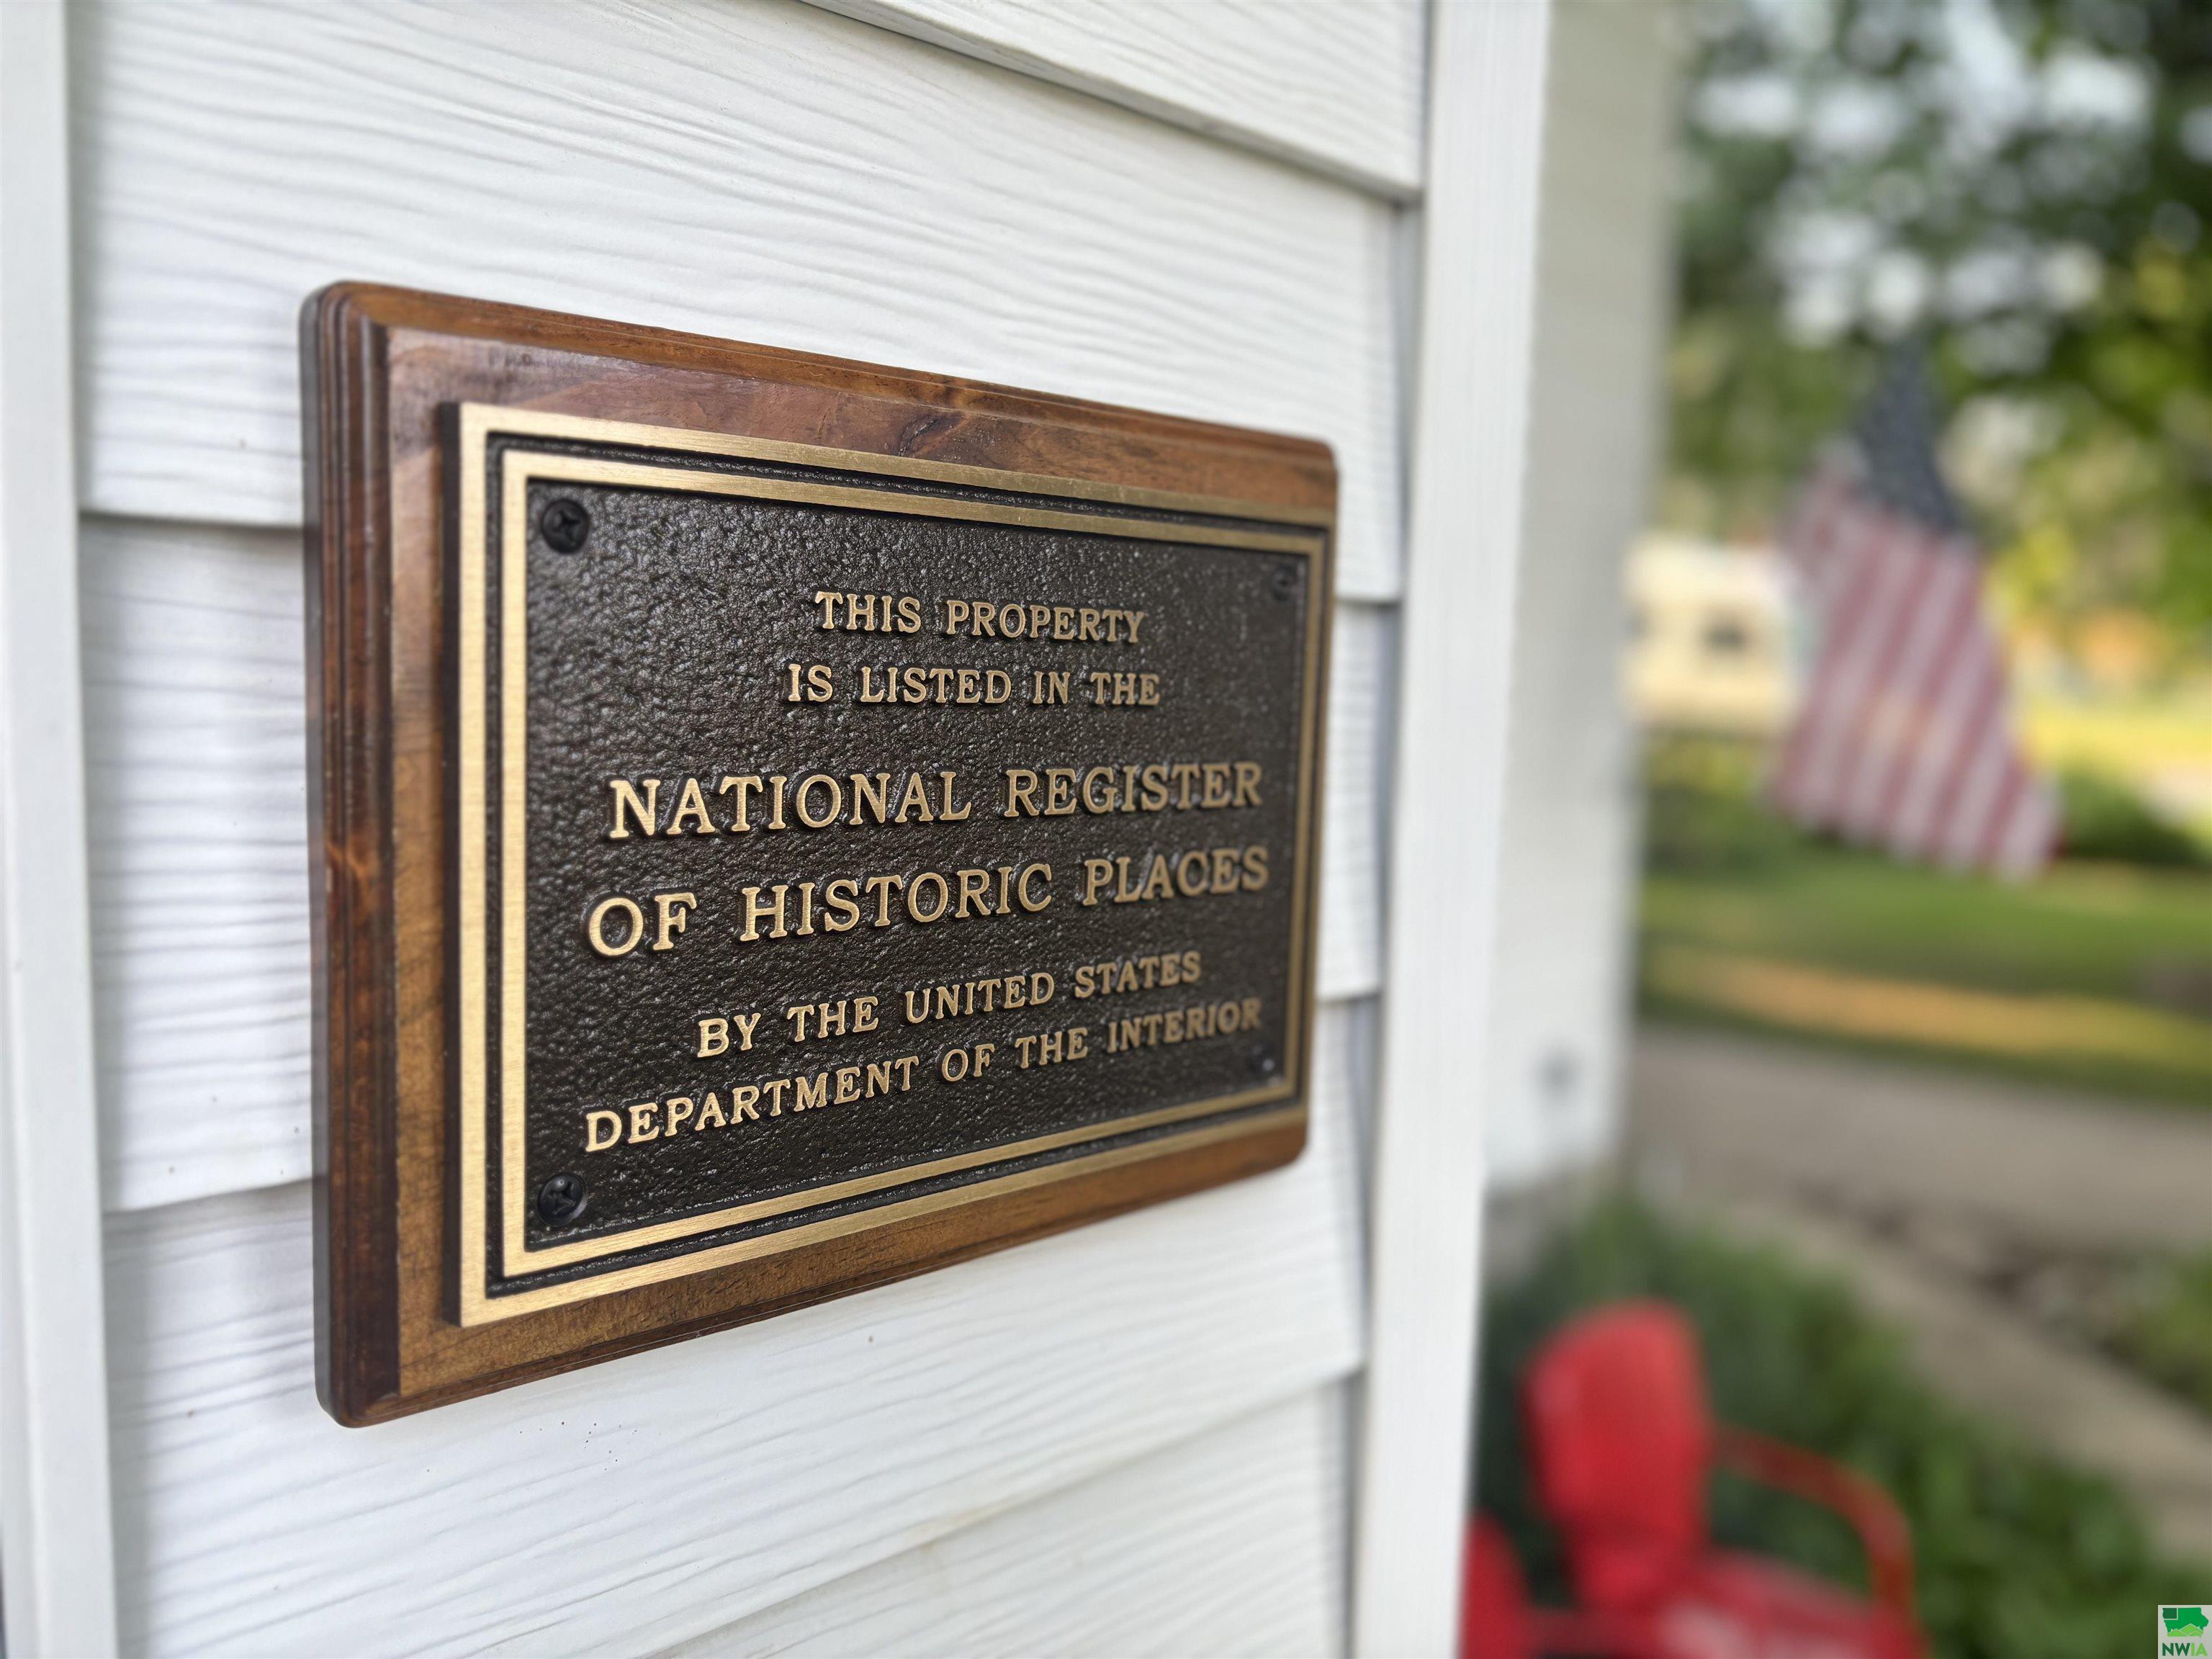 THIS PROPERTY
IS LISTED IN THE
NATIONAL REGISTER
OF HISTORIC PLACES
BY THE UNITED STATES
DEPARTMENT OF THE INTERIOR
NWIA